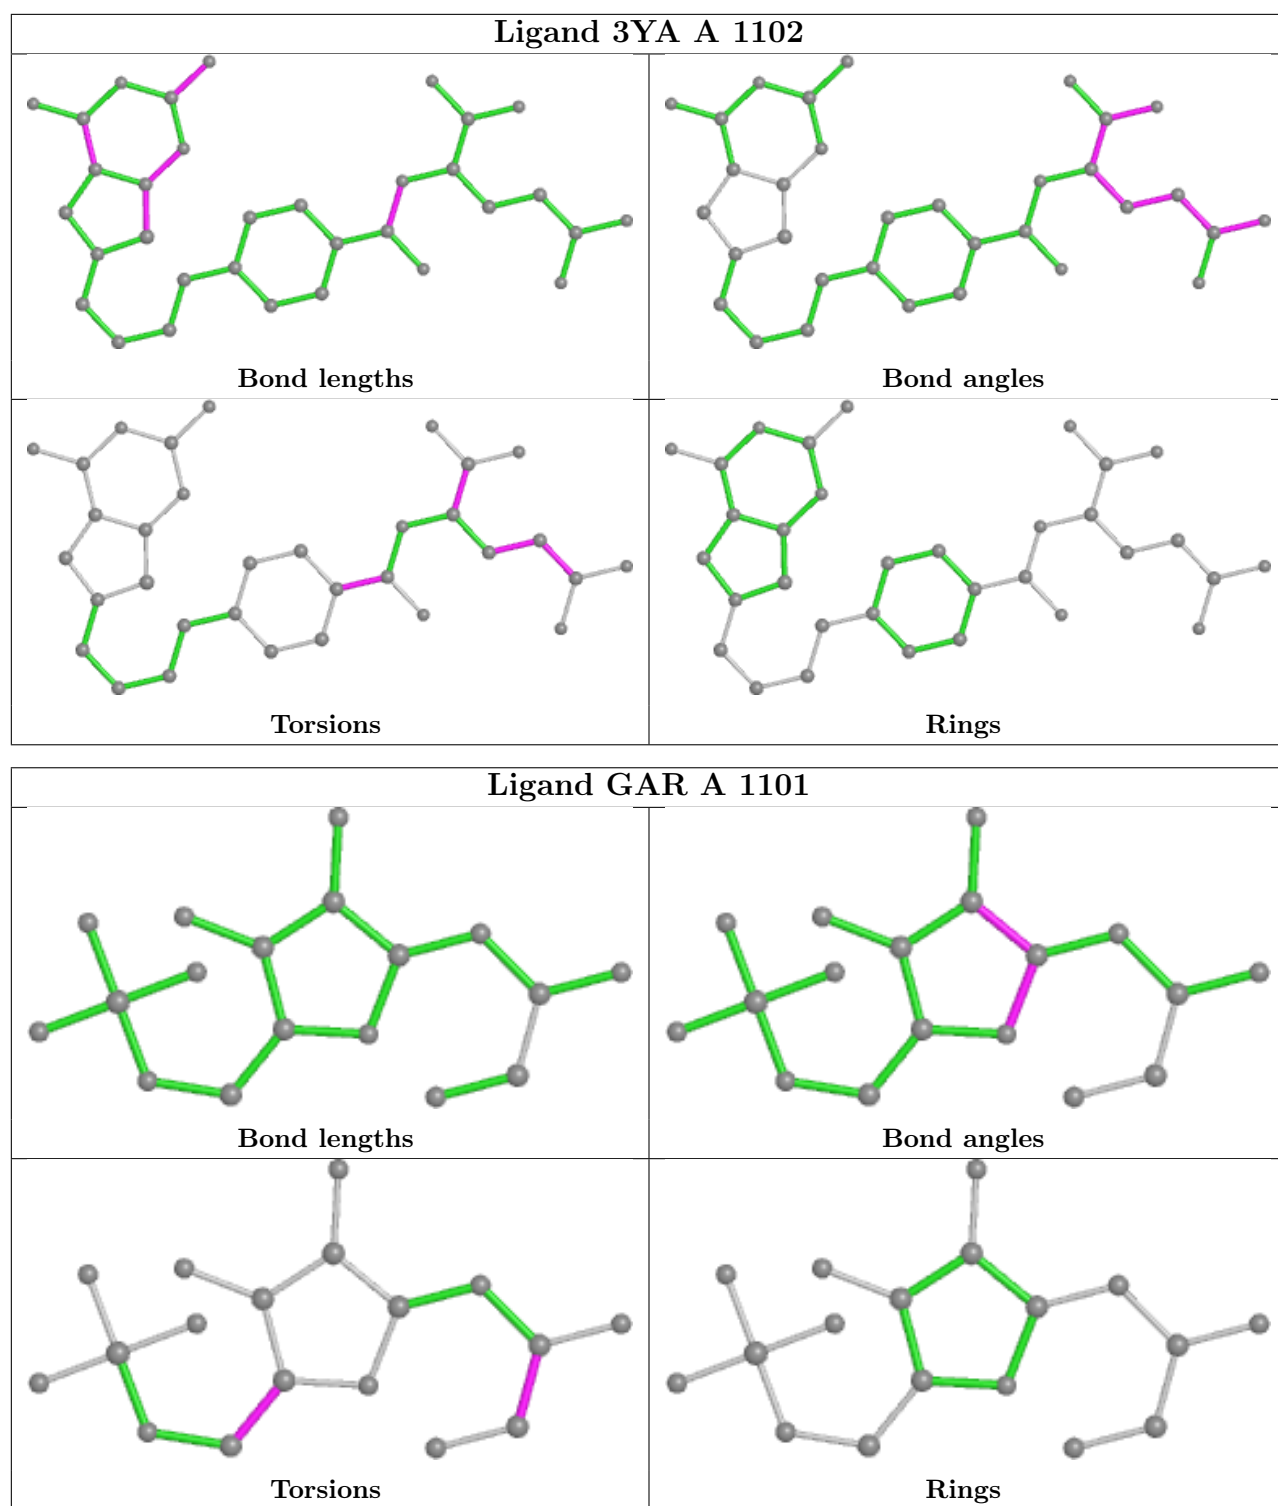 Ligand 3YA A 1102
Bond lengths
Bond angles
Torsions
Rings
Ligand GAR A 1101
Bond lengths
Bond angles
Torsions
Rings